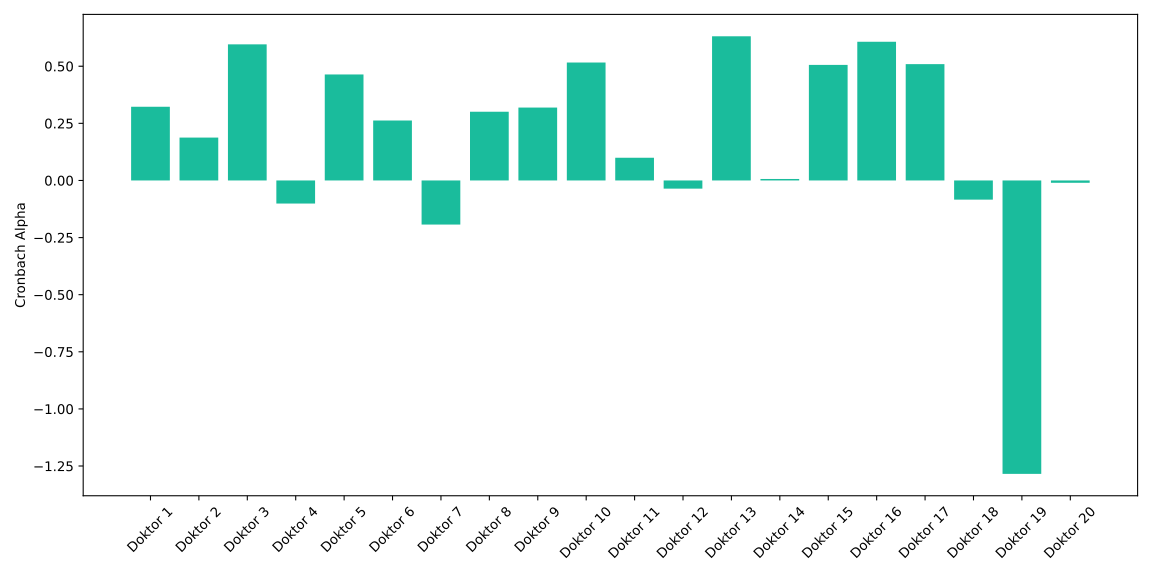 Cronbach Alpha
0.50
0.25
0.00
−0.25
−0.50
−0.75
−1.00
−1.25
Doktor 1
Doktor 2
Doktor 3
Doktor 4
Doktor 5
Doktor 6
Doktor 7
Doktor 8
Doktor 9
Doktor 10
Doktor 11
Doktor 12
Doktor 13
Doktor 14
Doktor 15
Doktor 16
Doktor 17
Doktor 18
Doktor 19
Doktor 20